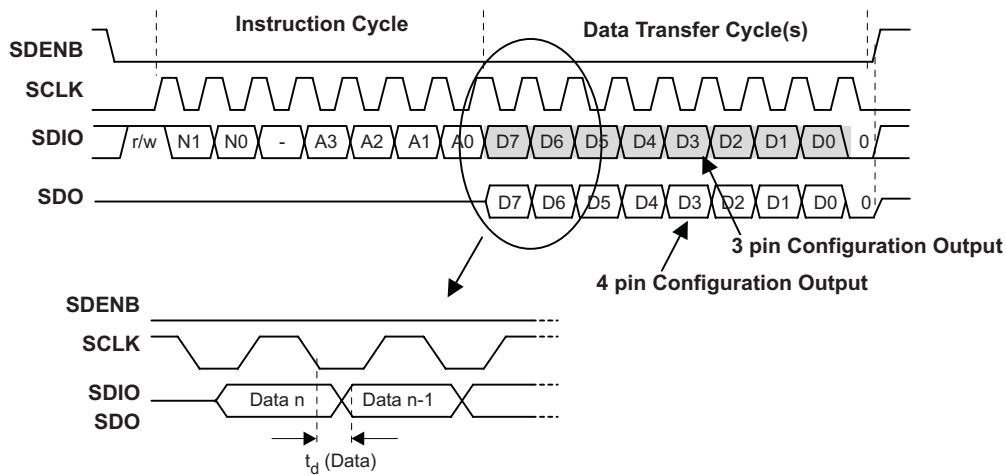 Instruction Cycle Data Transfer Cycle(s)
SDENB
SCLK
SDIO r/w N1 N0 - A3 A2 A1 A0 D7 D6 D5 D4 D3 D2 D1 D0 0
SDO D7 D6 D5 D4 D3 D2 D1 D0 0
3 pin Configuration Output
4 pin Configuration Output
SDENB
SCLK
SDIO Data n Data n-1
SDO
td (Data)